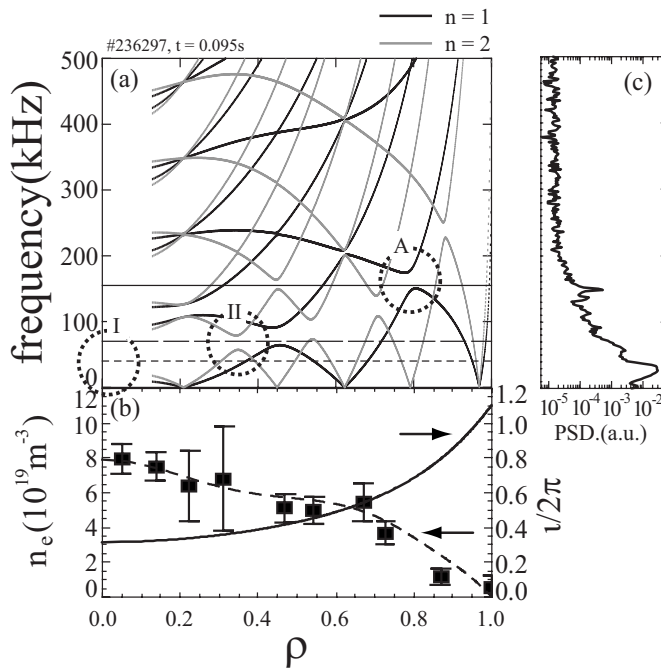 #236297, t = 0.095s
n = 1
n = 2
(a)
(c)
frequency(kHz)
500
400
300
200
100
0
A
I
II
10⁻⁵ 10⁻⁴ 10⁻³ 10⁻²
PSD.(a.u.)
(b)
nₑ(10¹⁹m⁻³)
12
10
8
6
4
2
0
1.2
1.0
0.8
0.6
0.4
0.2
0.0
ι/2π
0.0 0.2 0.4 0.6 0.8 1.0
ρ